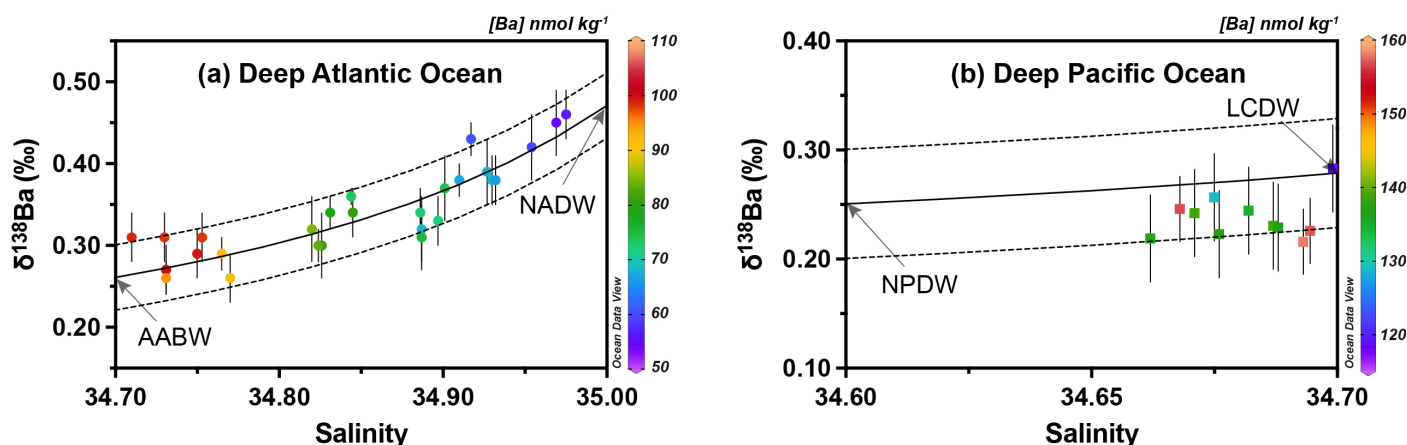 [Ba] nmol kg-1
(a) Deep Atlantic Ocean
δ138Ba (‰)
0.50
0.40
0.30
0.20
NADW
AABW
34.70
34.80
34.90
35.00
Salinity
110
100
90
80
70
60
50
Ocean Data View
[Ba] nmol kg-1
(b) Deep Pacific Ocean
δ138Ba (‰)
0.40
0.30
0.20
0.10
LCDW
NPDW
34.60
34.65
34.70
Salinity
160
150
140
130
120
Ocean Data View